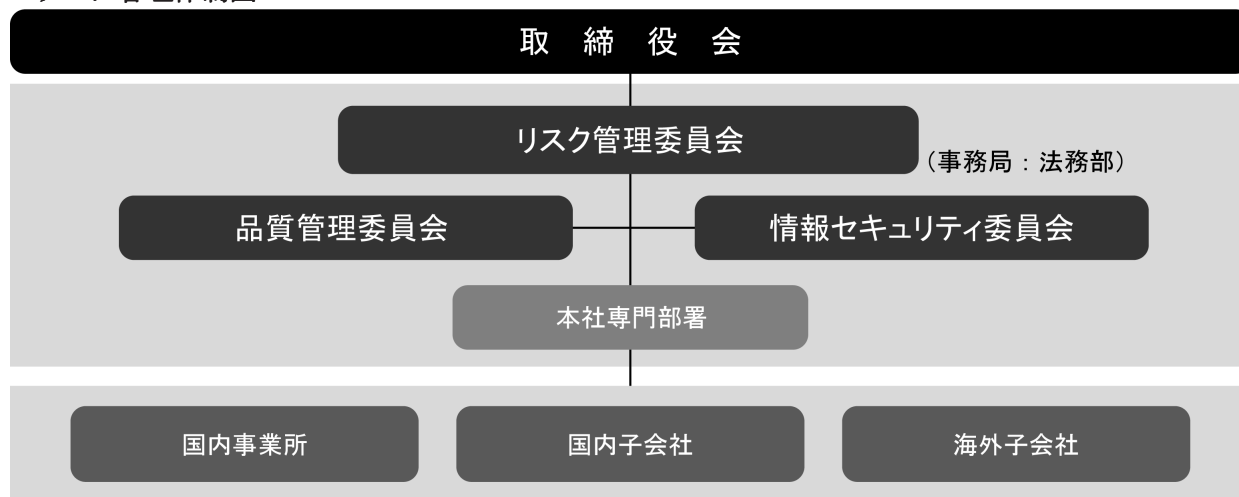 取締役会
リスク管理委員会
（事務局：法務部）
品質管理委員会
情報セキュリティ委員会
本社専門部署
国内事業所
国内子会社
海外子会社